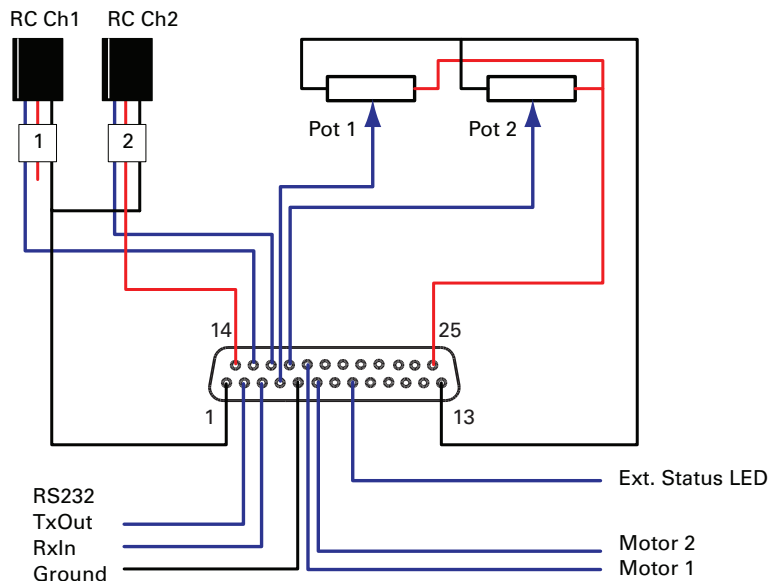 RC Ch1 RC Ch2
Pot 1 Pot 2
1 2
14 25
1 13
Ext. Status LED
RS232
TxOut
RxIn
Ground
Motor 2
Motor 1